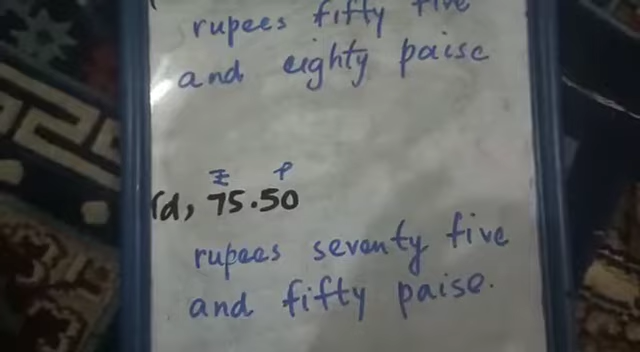 rupees fifty five
and eighty paise
₹ P
(d, 75.50
rupees seventy five
and fifty paise.